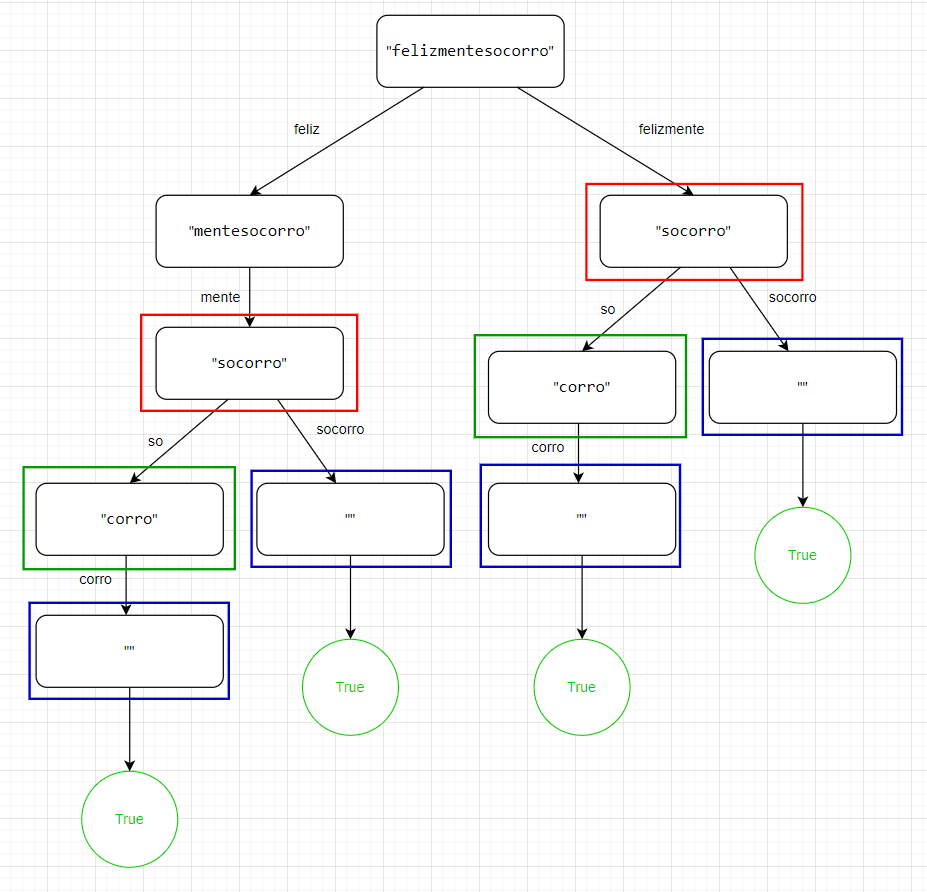 "felizmentesocorro"
feliz
felizmente
"mentesocorro"
"socorro"
mente
so
socorro
"socorro"
"corro"
""
so
socorro
corro
"corro"
""
""
True
corro
""
True
True
True